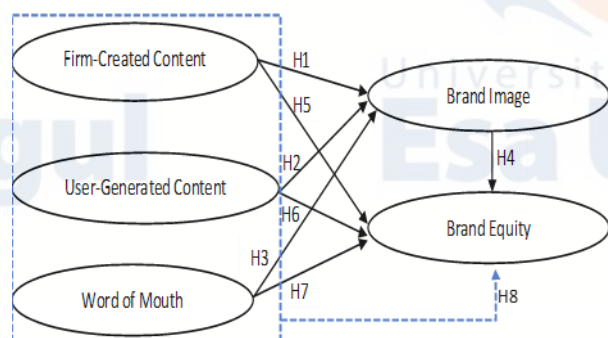 Firm-Created Content
H1
Universit
Brand Image
H5
Esa U
gul
H2
H4
User-Generated Content
H6
Brand Equity
H3
Word of Mouth
H7
H8